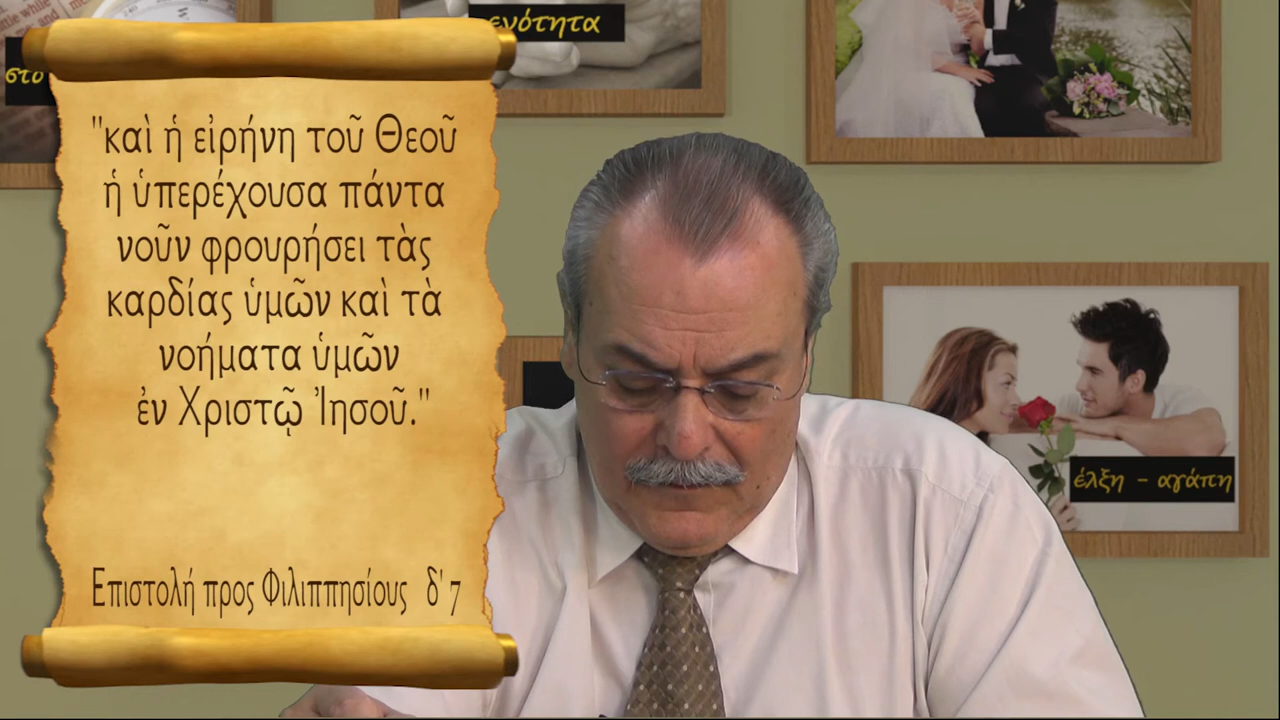 στο
ενότητα
"καὶ ἡ εἰρήνη τοῦ Θεοῦ
ἡ ὑπερέχουσα πάντα
νοῦν φρουρήσει τὰς
καρδίας ὑμῶν καὶ τὰ
νοήματα ὑμῶν
ἐν Χριστῷ Ἰησοῦ."
Επιστολή προς Φιλιππησίους δ' 7
έλξη - αγάπη